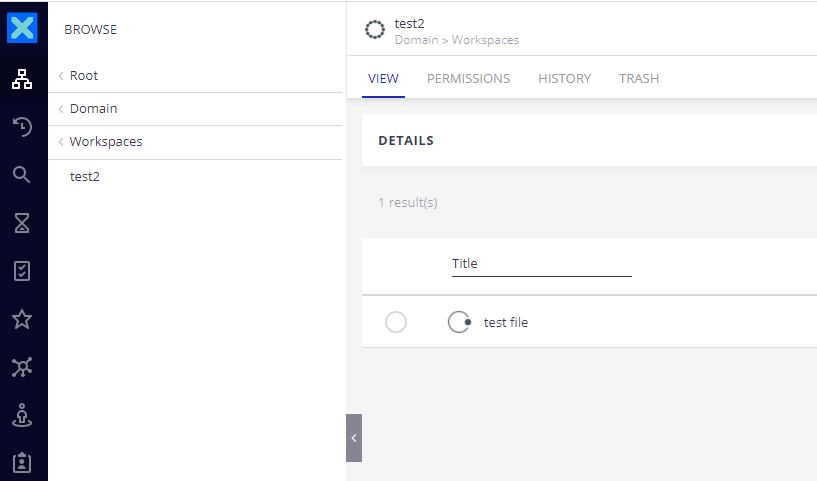 BROWSE
Root
Domain
Workspaces
test2
test2
Domain > Workspaces
VIEW PERMISSIONS HISTORY TRASH
DETAILS
1 result(s)
Title
test file